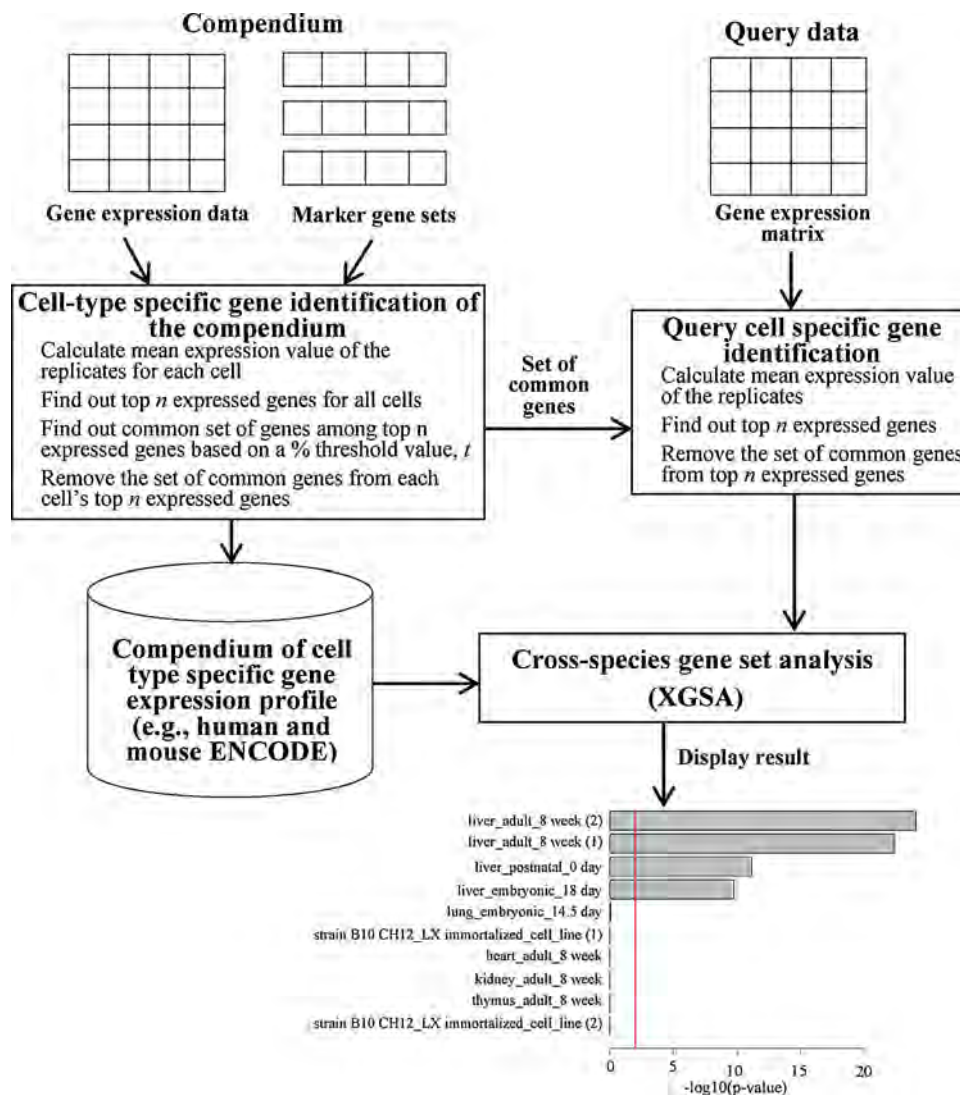 Compendium
Query data
Gene expression data
Marker gene sets
Gene expression
matrix
Cell-type specific gene identification of
the compendium
Calculate mean expression value of the
replicates for each cell
Find out top n expressed genes for all cells
Find out common set of genes among top n
expressed genes based on a % threshold value, t
Remove the set of common genes from each
cell's top n expressed genes
Set of
common
genes
Query cell specific gene
identification
Calculate mean expression value
of the replicates
Find out top n expressed genes
Remove the set of common genes
from top n expressed genes
Compendium of cell
type specific gene
expression profile
(e.g., human and
mouse ENCODE)
Cross-species gene set analysis
(XGSA)
Display result
liver_adult_8 week (2)
liver_adult_8 week (1)
liver_postnatal_0 day
liver_embryonic_18 day
lung_embryonic_14.5 day
strain B10 CH12_LX immortalized_cell_line (1)
heart_adult_8 week
kidney_adult_8 week
thymus_adult_8 week
strain B10 CH12_LX immortalized_cell_line (2)
0 5 10 15 20
-log10(p-value)